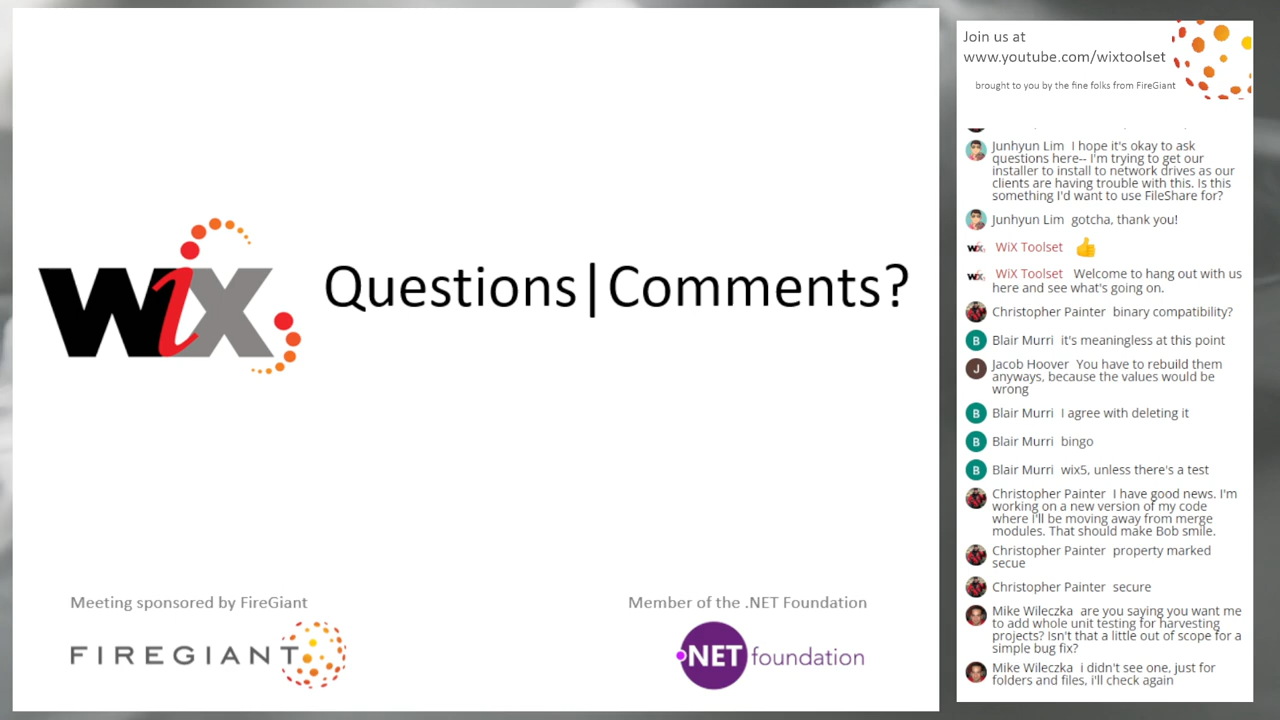 WiX
Questions|Comments?
Meeting sponsored by FireGiant
FIREGIANT
Member of the .NET Foundation
.NET foundation
Join us at
www.youtube.com/wixtoolset
brought to you by the fine folks from FireGiant
Junhyun Lim I hope it's okay to ask
questions here-- I'm trying to get our
installer to install to network drives as our
clients are having trouble with this. Is this
something I'd want to use FileShare for?
Junhyun Lim gotcha, thank you!
WiX WiX Toolset 👍
WiX WiX Toolset Welcome to hang out with us
here and see what's going on.
Christopher Painter binary compatibility?
B Blair Murri it's meaningless at this point
J Jacob Hoover You have to rebuild them
anyways, because the values would be
wrong
B Blair Murri I agree with deleting it
B Blair Murri bingo
B Blair Murri wix5, unless there's a test
Christopher Painter I have good news. I'm
working on a new version of my code
where I'll be moving away from merge
modules. That should make Bob smile.
Christopher Painter property marked
secue
Christopher Painter secure
Mike Wileczka are you saying you want me
to add whole unit testing for harvesting
projects? Isn't that a little out of scope for a
simple bug fix?
Mike Wileczka i didn't see one, just for
folders and files, i'll check again